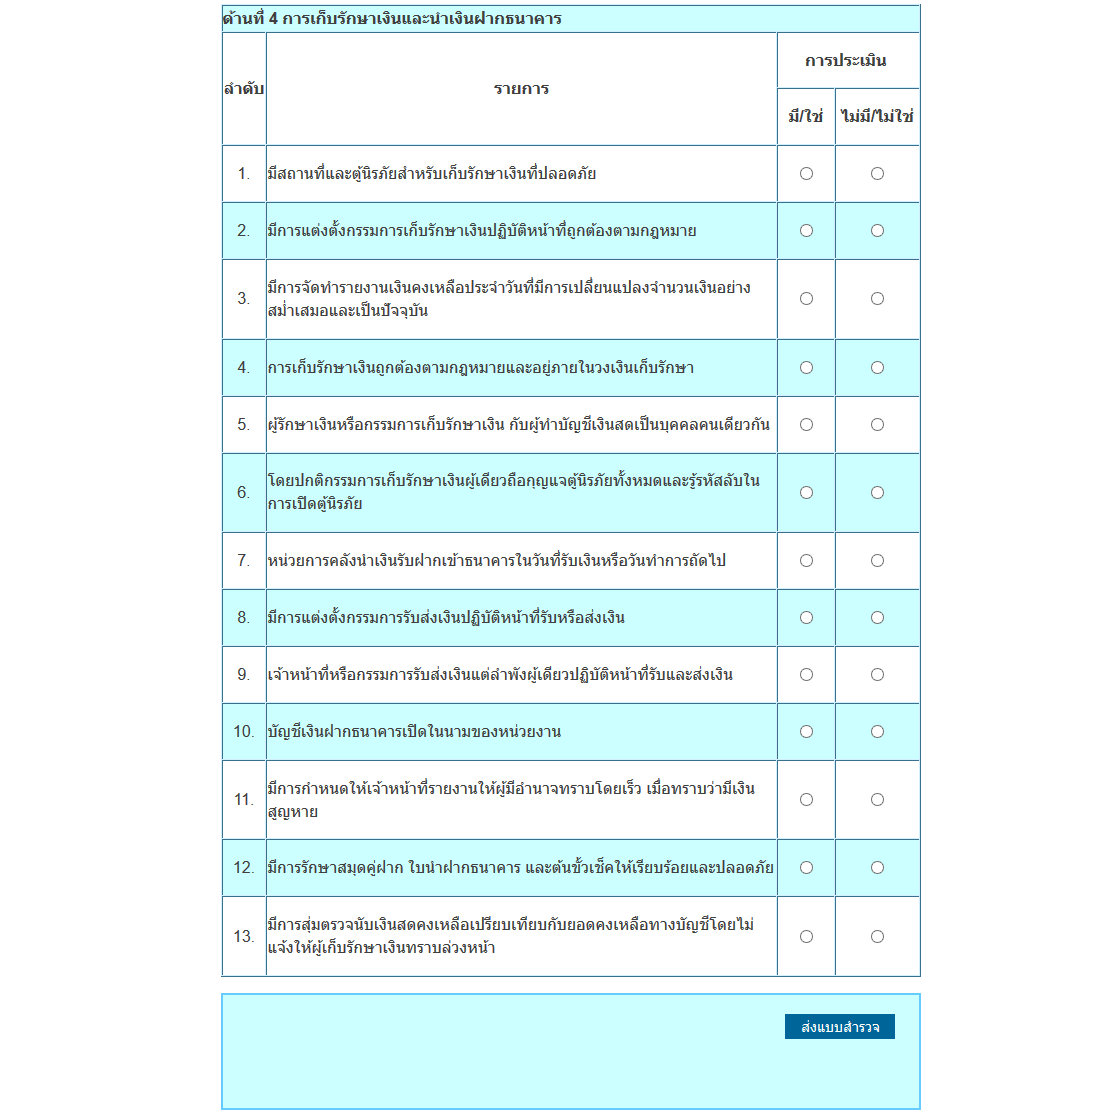 ด้านที่ 4 การเก็บรักษาเงินและนำเงินฝากธนาคาร
ลำดับ รายการ การประเมิน
มี/ใช่ ไม่มี/ไม่ใช่
1. มีสถานที่และตู้นิรภัยสำหรับเก็บรักษาเงินที่ปลอดภัย
2. มีการแต่งตั้งกรรมการเก็บรักษาเงินปฏิบัติหน้าที่ถูกต้องตามกฎหมาย
3. มีการจัดทำรายงานเงินคงเหลือประจำวันที่มีการเปลี่ยนแปลงจำนวนเงินอย่าง
สม่ำเสมอและเป็นปัจจุบัน
4. การเก็บรักษาเงินถูกต้องตามกฎหมายและอยู่ภายในวงเงินเก็บรักษา
5. ผู้รักษาเงินหรือกรรมการเก็บรักษาเงิน กับผู้ทำบัญชีเงินสดเป็นบุคคลคนเดียวกัน
6. โดยปกติกรรมการเก็บรักษาเงินผู้เดียวถือกุญแจตู้นิรภัยทั้งหมดและรู้รหัสลับใน
การเปิดตู้นิรภัย
7. หน่วยการคลังนำเงินรับฝากเข้าธนาคารในวันที่รับเงินหรือวันทำการถัดไป
8. มีการแต่งตั้งกรรมการรับส่งเงินปฏิบัติหน้าที่รับหรือส่งเงิน
9. เจ้าหน้าที่หรือกรรมการรับส่งเงินแต่ลำพังผู้เดียวปฏิบัติหน้าที่รับและส่งเงิน
10. บัญชีเงินฝากธนาคารเปิดในนามของหน่วยงาน
11. มีการกำหนดให้เจ้าหน้าที่รายงานให้ผู้มีอำนาจทราบโดยเร็ว เมื่อทราบว่ามีเงิน
สูญหาย
12. มีการรักษาสมุดคู่ฝาก ใบนำฝากธนาคาร และต้นขั้วเช็คให้เรียบร้อยและปลอดภัย
13. มีการสุ่มตรวจนับเงินสดคงเหลือเปรียบเทียบกับยอดคงเหลือทางบัญชีโดยไม่
แจ้งให้ผู้เก็บรักษาเงินทราบล่วงหน้า
ส่งแบบสำรวจ